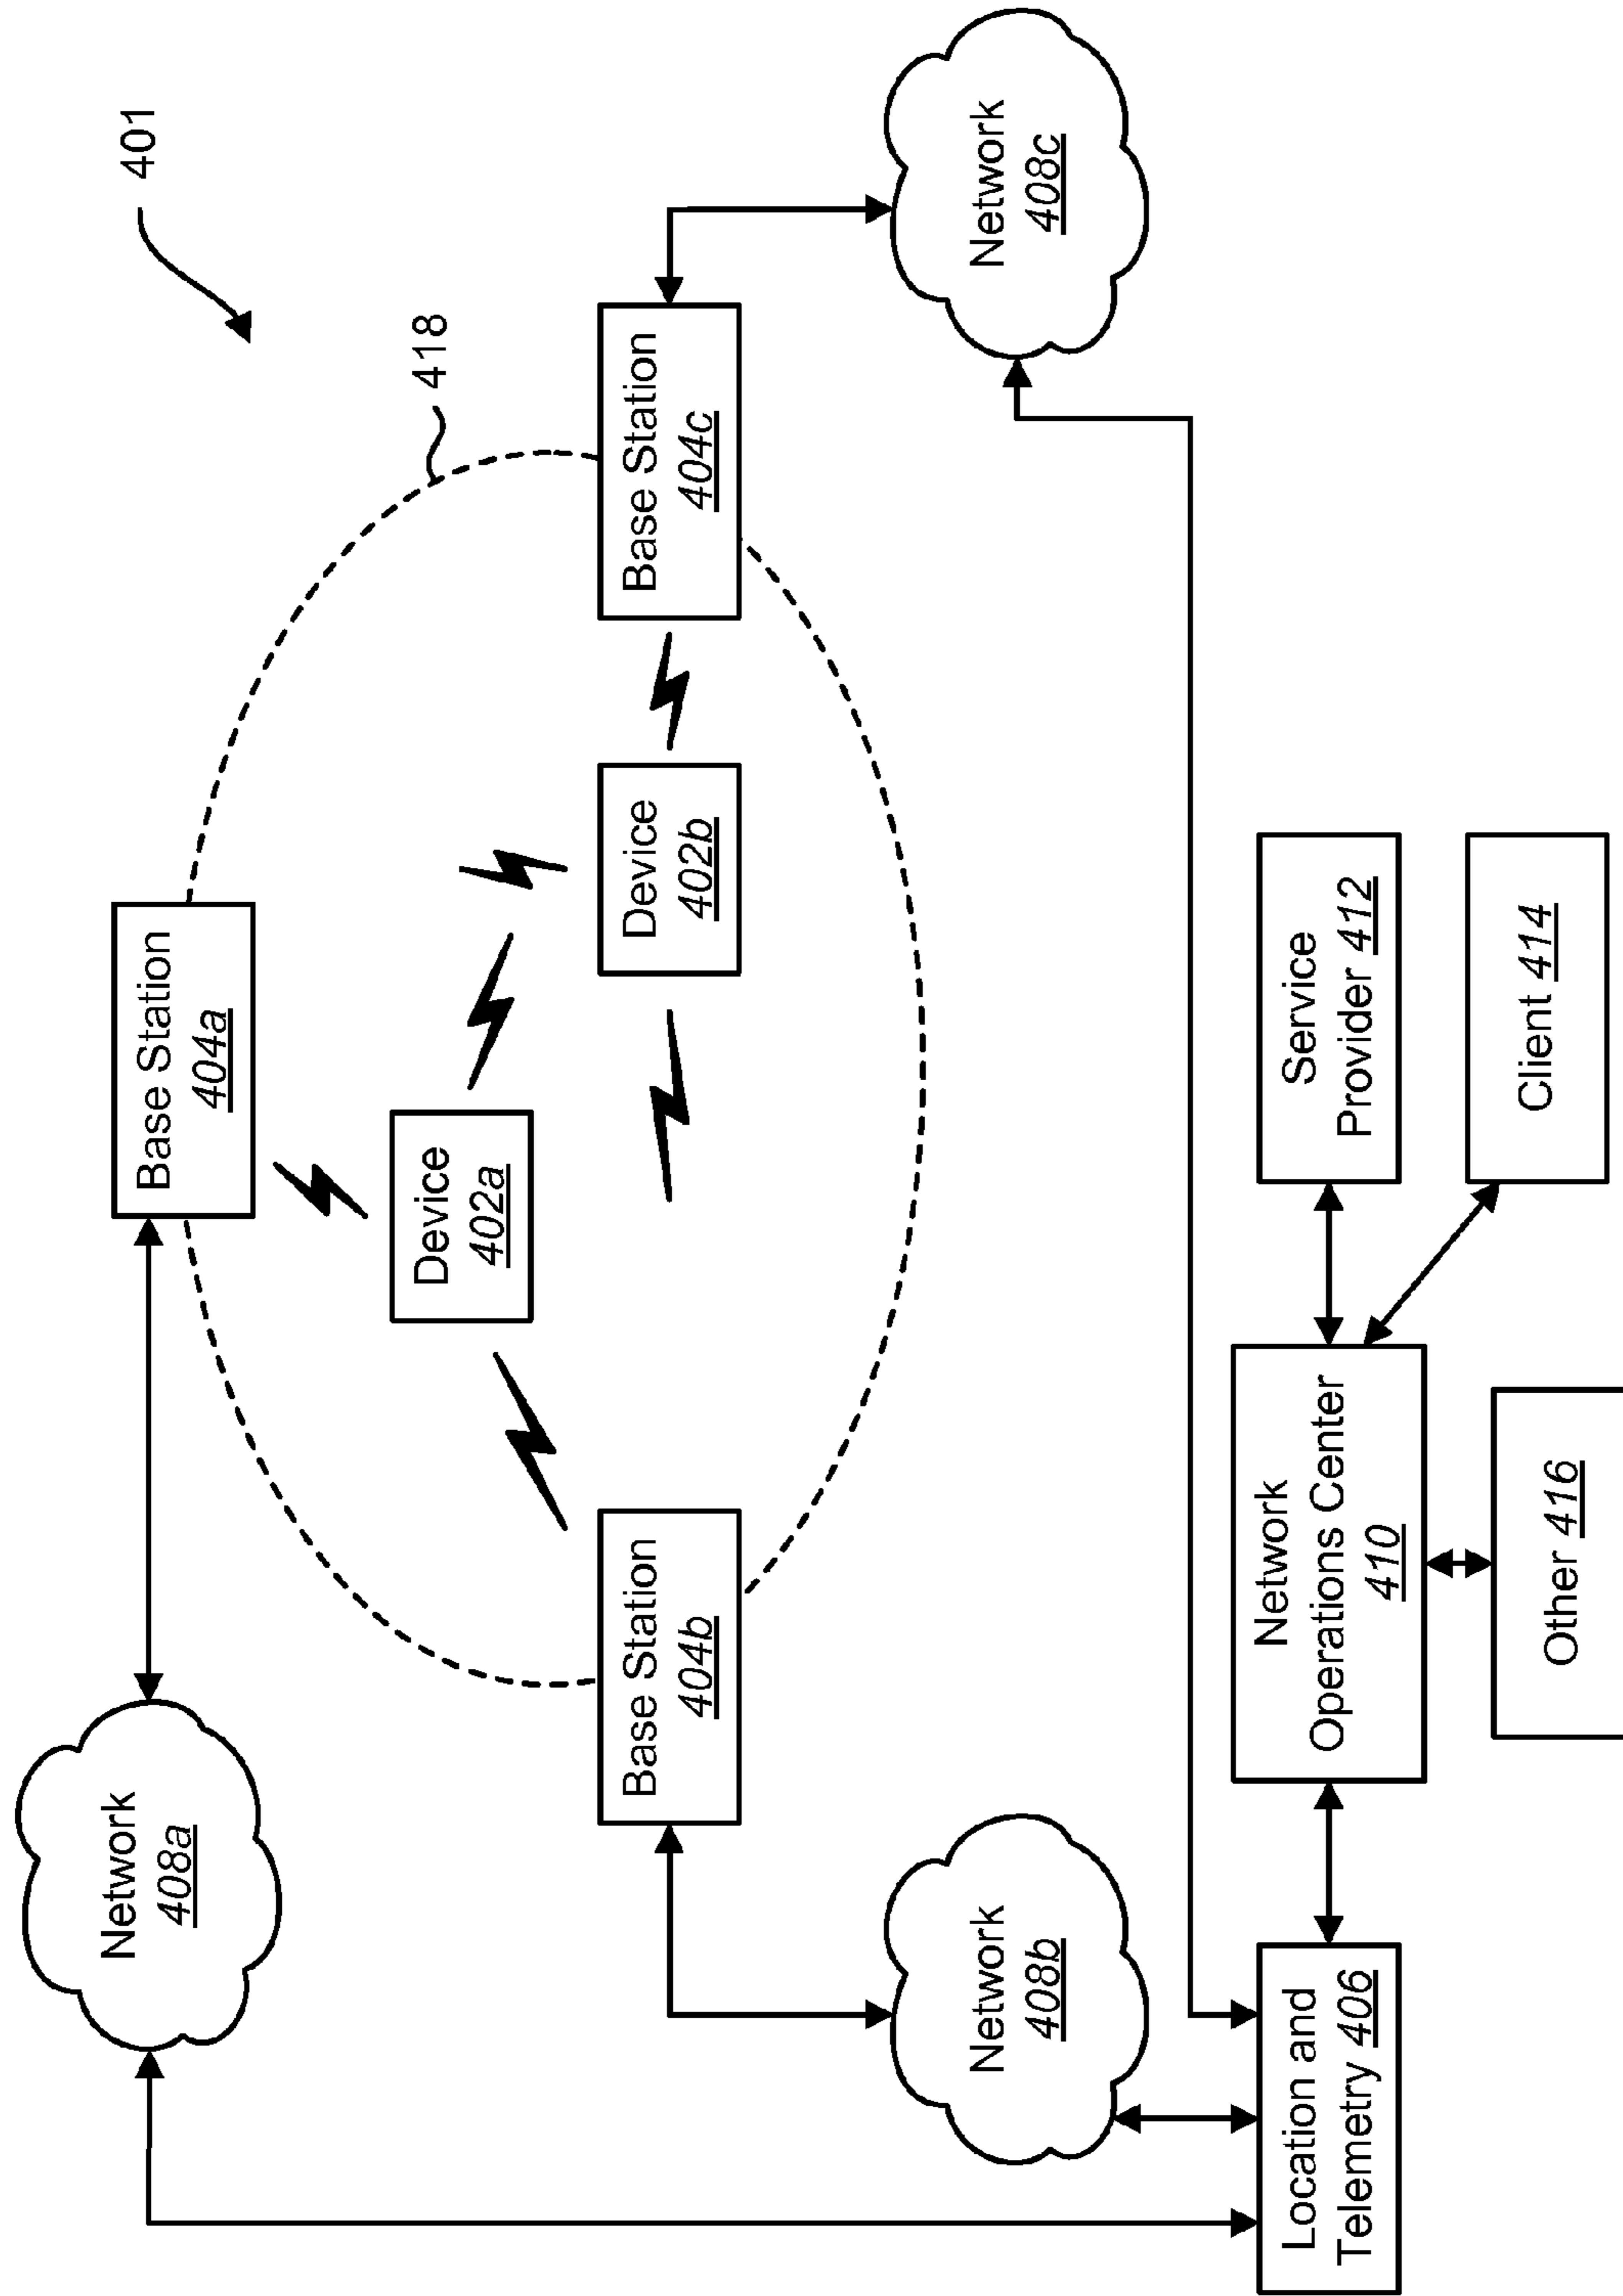 401
418
Network
408a
Base Station
404a
Device
402a
Device
402b
Base Station
404b
Base Station
404c
Network
408b
Network
408c
Location and
Telemetry 406
Network
Operations Center
410
Service
Provider 412
Client 414
Other 416